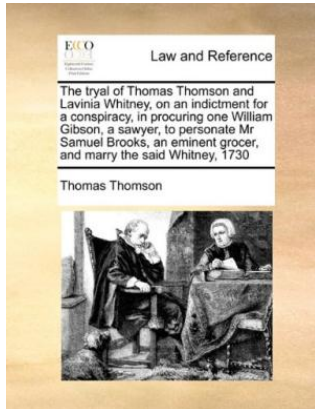 ECCO
Law and Reference
The tryal of Thomas Thomson and
Lavinia Whitney, on an indictment for
a conspiracy, in procuring one William
Gibson, a sawyer, to personate Mr
Samuel Brooks, an eminent grocer,
and marry the said Whitney, 1730
Thomas Thomson